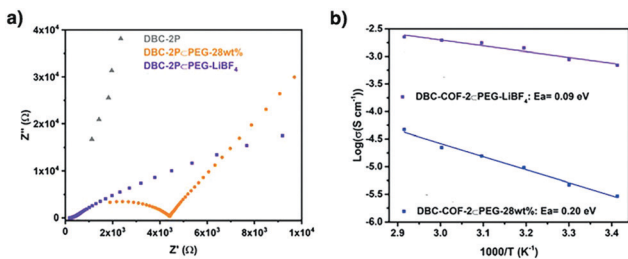 a)
DBC-2P
DBC-2P⊂PEG-28wt%
DBC-2P⊂PEG-LiBF₄
4x10⁴
3x10⁴
2x10⁴
1x10⁴
0
Z'' (Ω)
0
2x10³
4x10³
6x10³
8x10³
1x10⁴
Z' (Ω)
b)
-2.5
-3.0
-3.5
-4.0
-4.5
-5.0
-5.5
-6.0
Log(σ(S cm⁻¹)
DBC-COF-2⊂PEG-LiBF₄: Ea= 0.09 eV
DBC-COF-2⊂PEG-28wt%: Ea= 0.20 eV
2.9
3.0
3.1
3.2
3.3
3.4
1000/T (K⁻¹)